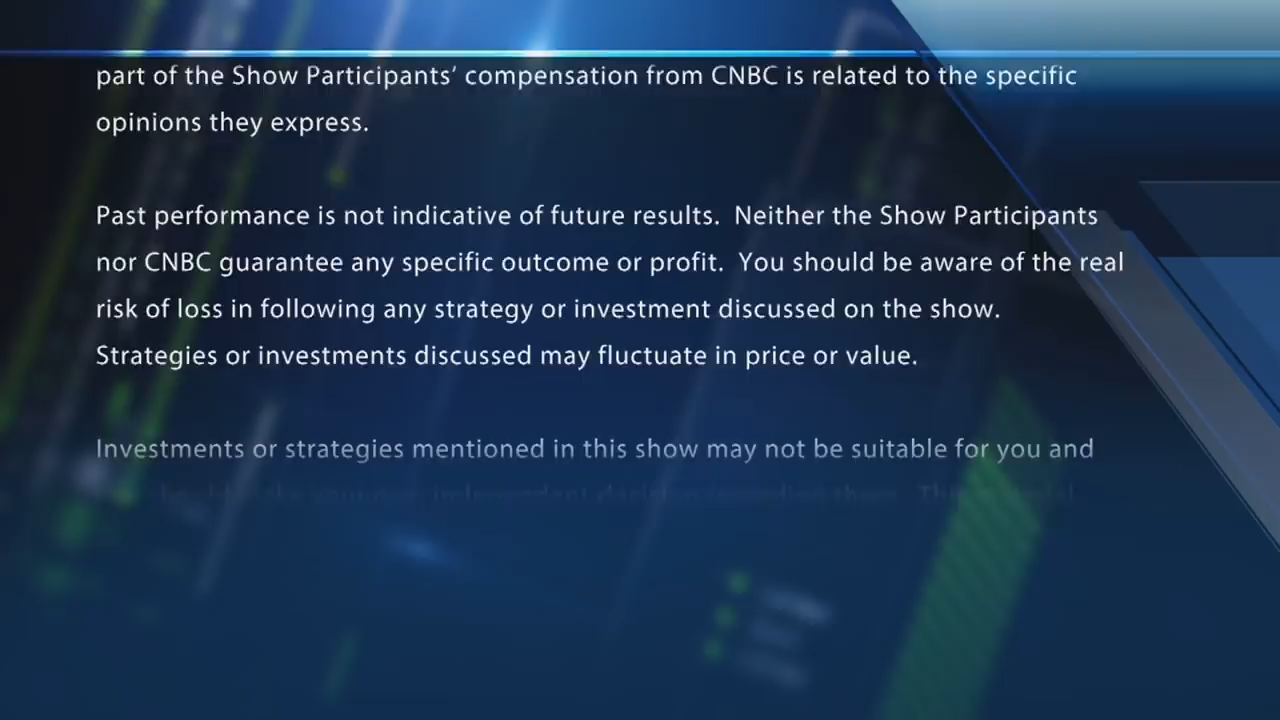 part of the Show Participants’ compensation from CNBC is related to the specific
opinions they express.
Past performance is not indicative of future results.  Neither the Show Participants
nor CNBC guarantee any specific outcome or profit.  You should be aware of the real
risk of loss in following any strategy or investment discussed on the show.
Strategies or investments discussed may fluctuate in price or value.
Investments or strategies mentioned in this show may not be suitable for you and